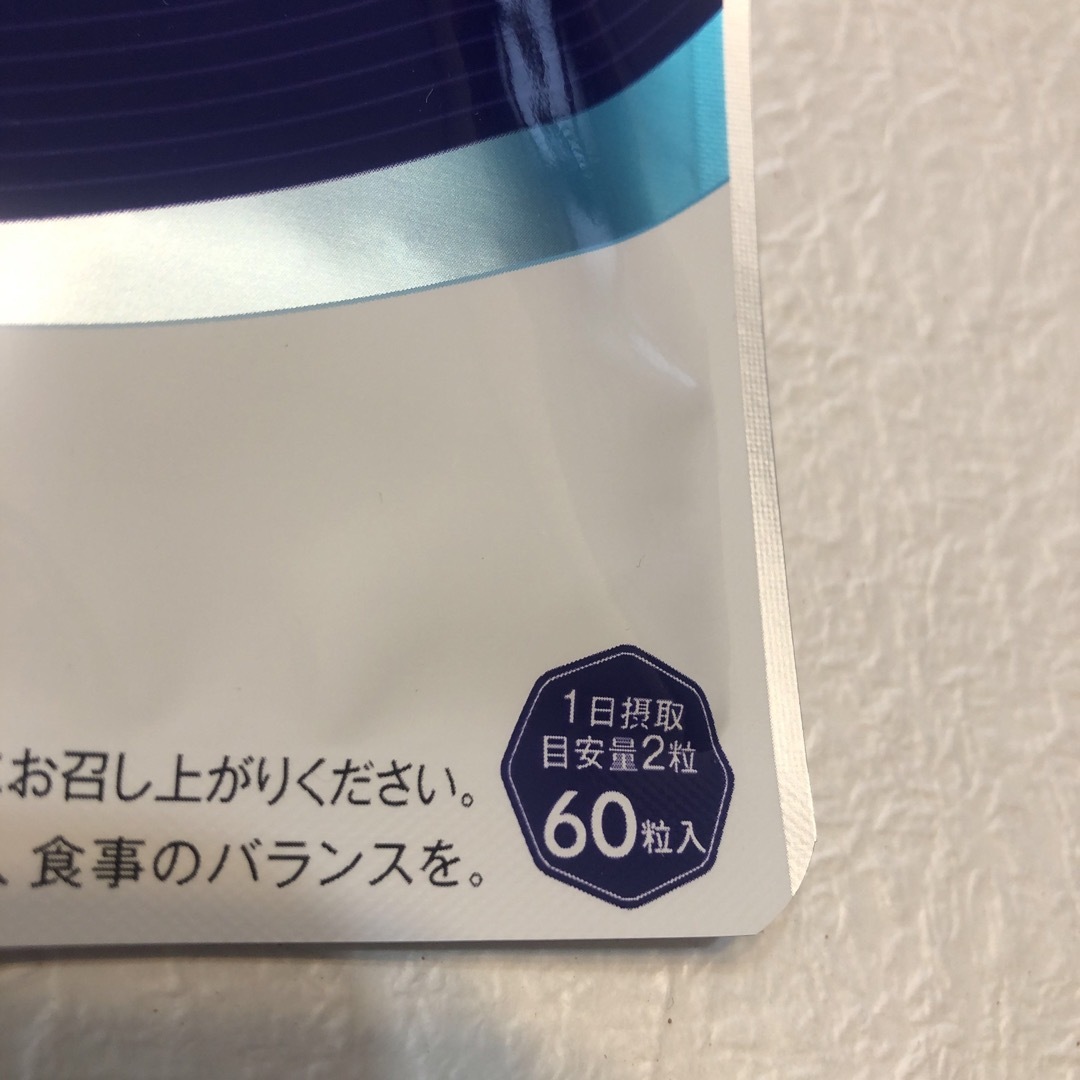 お召し上がりください。
、食事のバランスを。
1日摂取
目安量2粒
60粒入